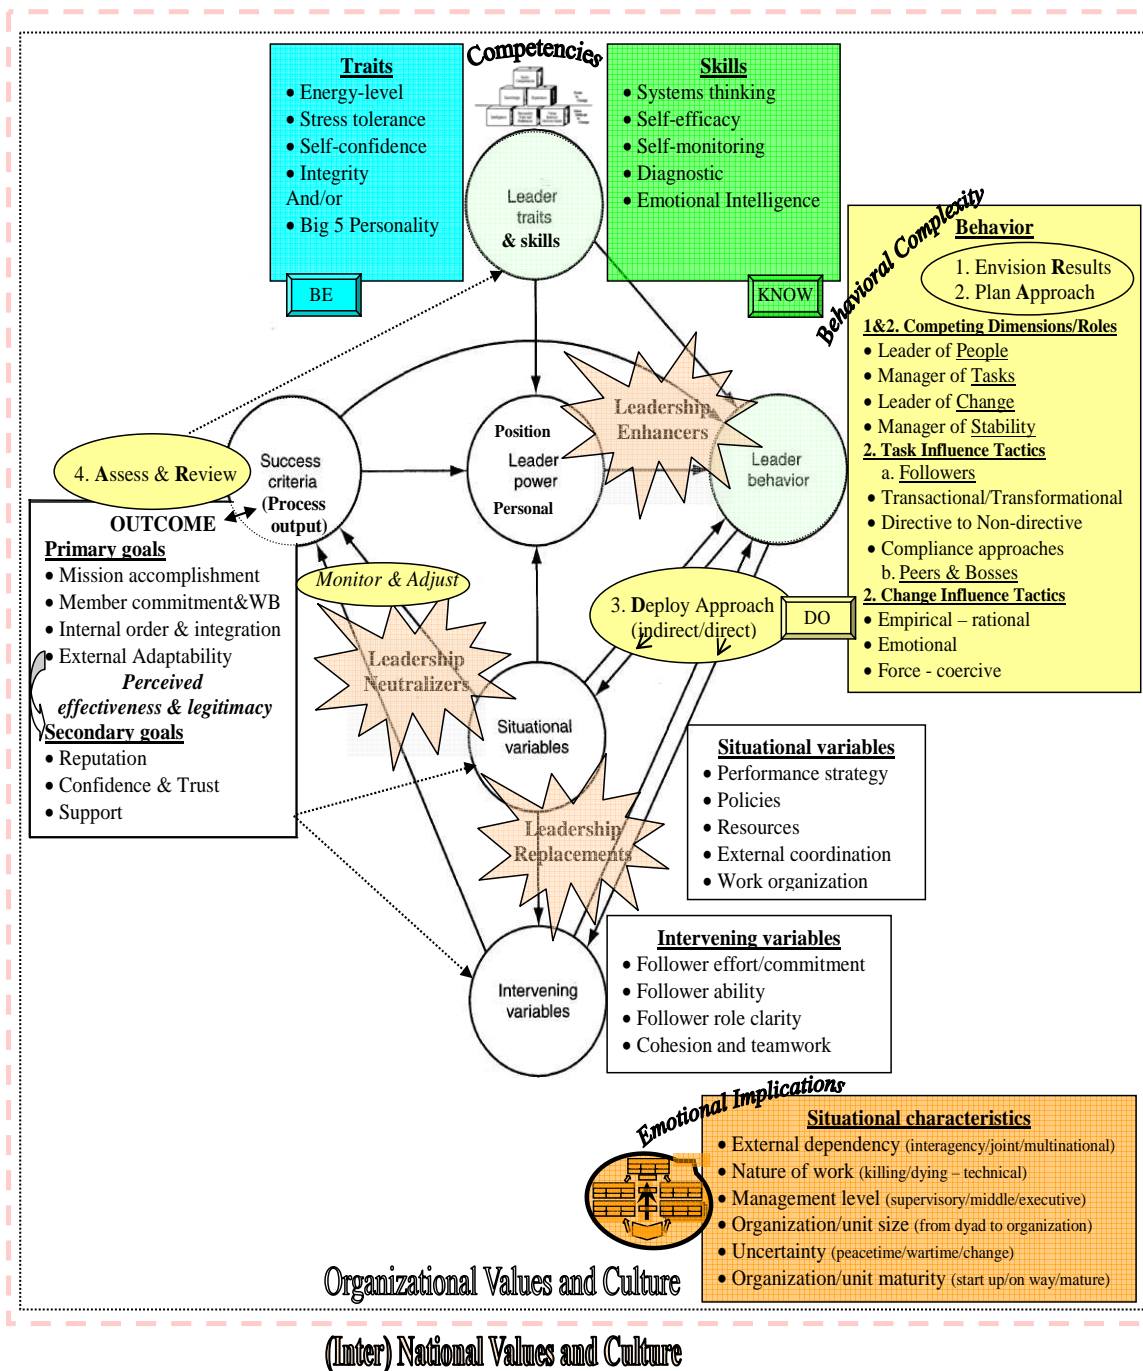 Competencies
Traits
• Energy-level
• Stress tolerance
• Self-confidence
• Integrity
And/or
• Big 5 Personality
BE
Skills
• Systems thinking
• Self-efficacy
• Self-monitoring
• Diagnostic
• Emotional Intelligence
KNOW
Leader
traits
& skills
Behavioral Complexity
Behavior
1. Envision Results
2. Plan Approach
1&2. Competing Dimensions/Roles
• Leader of People
• Manager of Tasks
• Leader of Change
• Manager of Stability
2. Task Influence Tactics
a. Followers
• Transactional/Transformational
• Directive to Non-directive
• Compliance approaches
b. Peers & Bosses
2. Change Influence Tactics
• Empirical – rational
• Emotional
• Force - coercive
DO
Leadership
Enhancers
Position
Leader
power
Personal
Leader
behavior
4. Assess & Review
Success
criteria
(Process
output)
OUTCOME
Primary goals
• Mission accomplishment
• Member commitment&WB
• Internal order & integration
• External Adaptability
Perceived
effectiveness & legitimacy
Secondary goals
• Reputation
• Confidence & Trust
• Support
Monitor & Adjust
3. Deploy Approach
(indirect/direct)
Leadership
Neutralizers
Situational
variables
Leadership
Replacements
Situational variables
• Performance strategy
• Policies
• Resources
• External coordination
• Work organization
Intervening
variables
Intervening variables
• Follower effort/commitment
• Follower ability
• Follower role clarity
• Cohesion and teamwork
Emotional Implications
Situational characteristics
• External dependency (interagency/joint/multinational)
• Nature of work (killing/dying – technical)
• Management level (supervisory/middle/executive)
• Organization/unit size (from dyad to organization)
• Uncertainty (peacetime/wartime/change)
• Organization/unit maturity (start up/on way/mature)
Organizational Values and Culture
(Inter) National Values and Culture